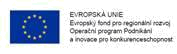 EVROPSKÁ UNIE
Evropský fond pro regionální rozvoj
Operační program Podnikání
a inovace pro konkurenceschopnost